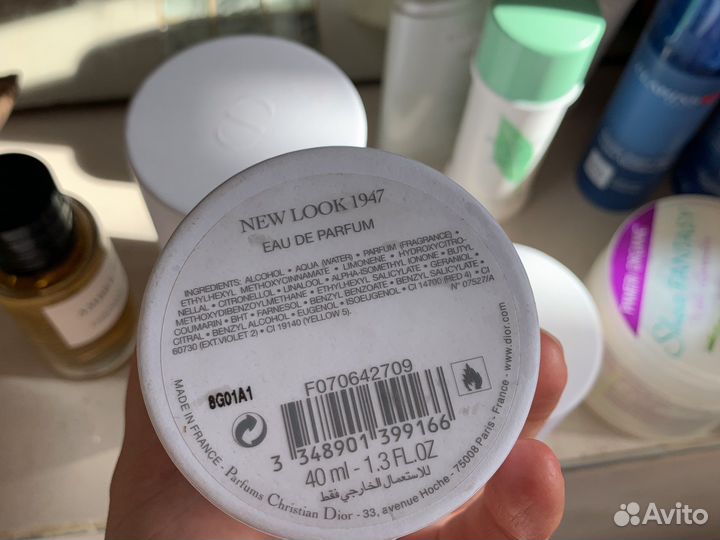 NEW LOOK 1947
EAU DE PARFUM
INGREDIENTS: ALCOHOL • AQUA (WATER) • PARFUM (FRAGRANCE) •
ETHYLHEXYL METHOXYCINNAMATE • LIMONENE • HYDROXYCITRO-
NELLAL • CITRONELLOL • LINALOOL • ALPHA-ISOMETHYL IONONE • BUTYL
METHOXYDIBENZOYLMETHANE • ETHYLHEXYL SALICYLATE • GERANIOL •
COUMARIN • BHT • FARNESOL • BENZYL BENZOATE • BENZYL SALICYLATE •
CITRAL • BENZYL ALCOHOL • EUGENOL • ISOEUGENOL • CI 14700 (RED 4) • CI
60730 (EXT.VIOLET 2) • CI 19140 (YELLOW 5).
N° 07527/A
8G01A1
F070642709
3 348901 399166
40 ml - 1.3 FL.OZ
للاستعمال الخارجي فقط
MADE IN FRANCE - Parfums Christian Dior - 33, avenue Hoche - 75008 Paris - France - www.dior.com
Avito